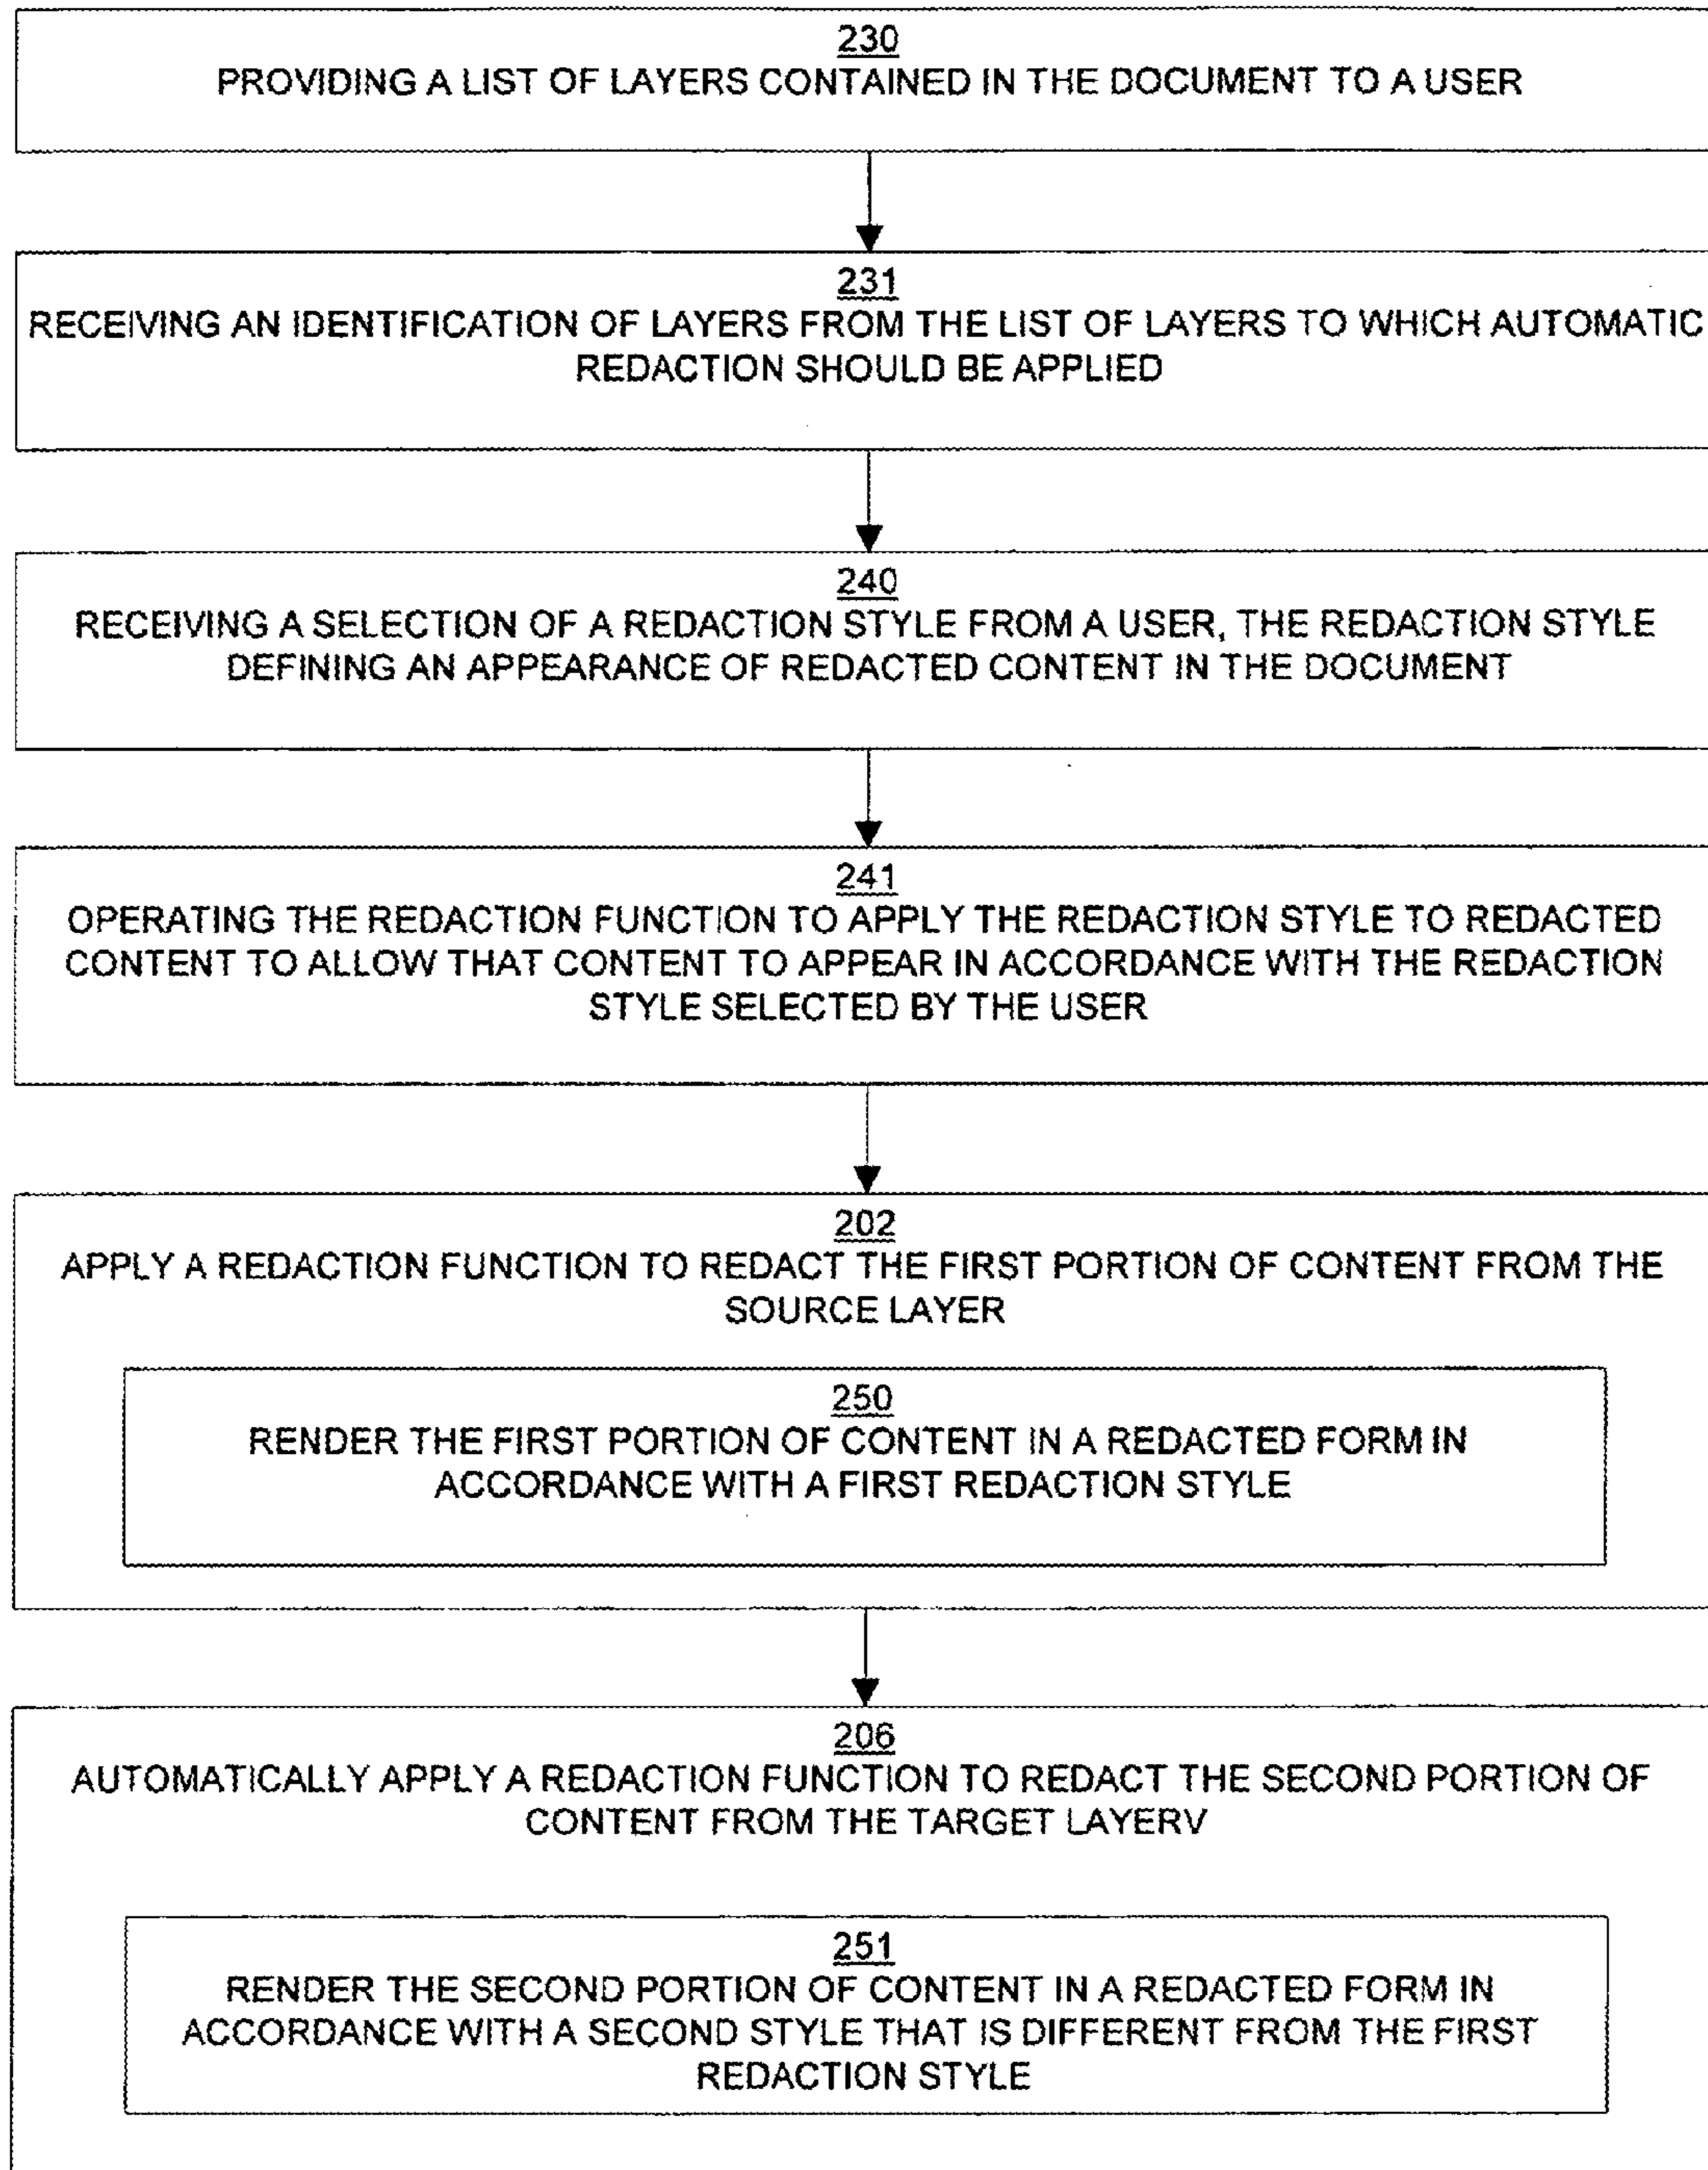 230
PROVIDING A LIST OF LAYERS CONTAINED IN THE DOCUMENT TO A USER
231
RECEIVING AN IDENTIFICATION OF LAYERS FROM THE LIST OF LAYERS TO WHICH AUTOMATIC
REDACTION SHOULD BE APPLIED
240
RECEIVING A SELECTION OF A REDACTION STYLE FROM A USER, THE REDACTION STYLE
DEFINING AN APPEARANCE OF REDACTED CONTENT IN THE DOCUMENT
241
OPERATING THE REDACTION FUNCTION TO APPLY THE REDACTION STYLE TO REDACTED
CONTENT TO ALLOW THAT CONTENT TO APPEAR IN ACCORDANCE WITH THE REDACTION
STYLE SELECTED BY THE USER
202
APPLY A REDACTION FUNCTION TO REDACT THE FIRST PORTION OF CONTENT FROM THE
SOURCE LAYER
250
RENDER THE FIRST PORTION OF CONTENT IN A REDACTED FORM IN
ACCORDANCE WITH A FIRST REDACTION STYLE
206
AUTOMATICALLY APPLY A REDACTION FUNCTION TO REDACT THE SECOND PORTION OF
CONTENT FROM THE TARGET LAYERV
251
RENDER THE SECOND PORTION OF CONTENT IN A REDACTED FORM IN
ACCORDANCE WITH A SECOND STYLE THAT IS DIFFERENT FROM THE FIRST
REDACTION STYLE